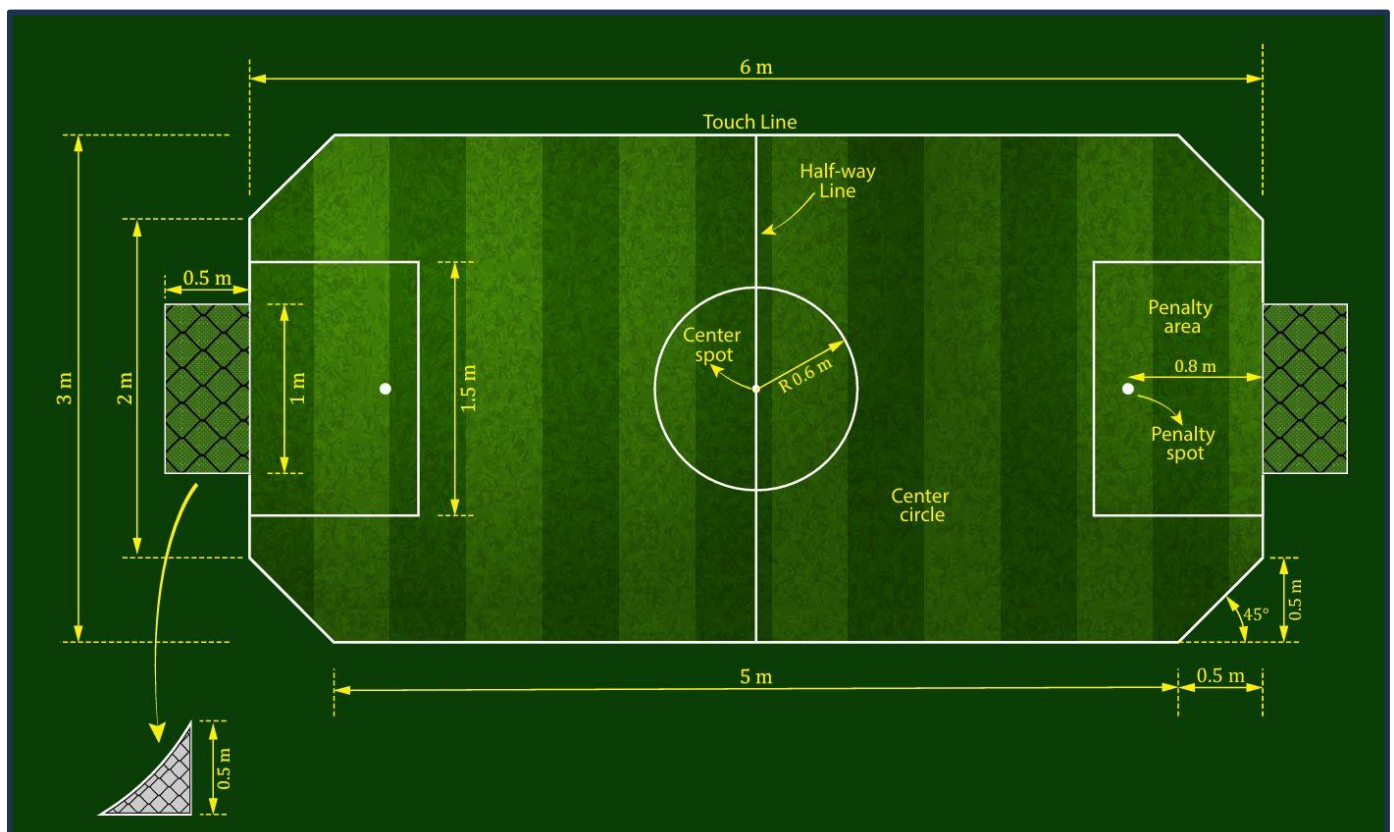 6 m
Touch Line
Half-way
Line
0.5 m
3 m
2 m
1 m
1.5 m
Center
spot
R 0.6 m
Penalty
area
0.8 m
Penalty
spot
Center
circle
45°
0.5 m
5 m
0.5 m
0.5 m